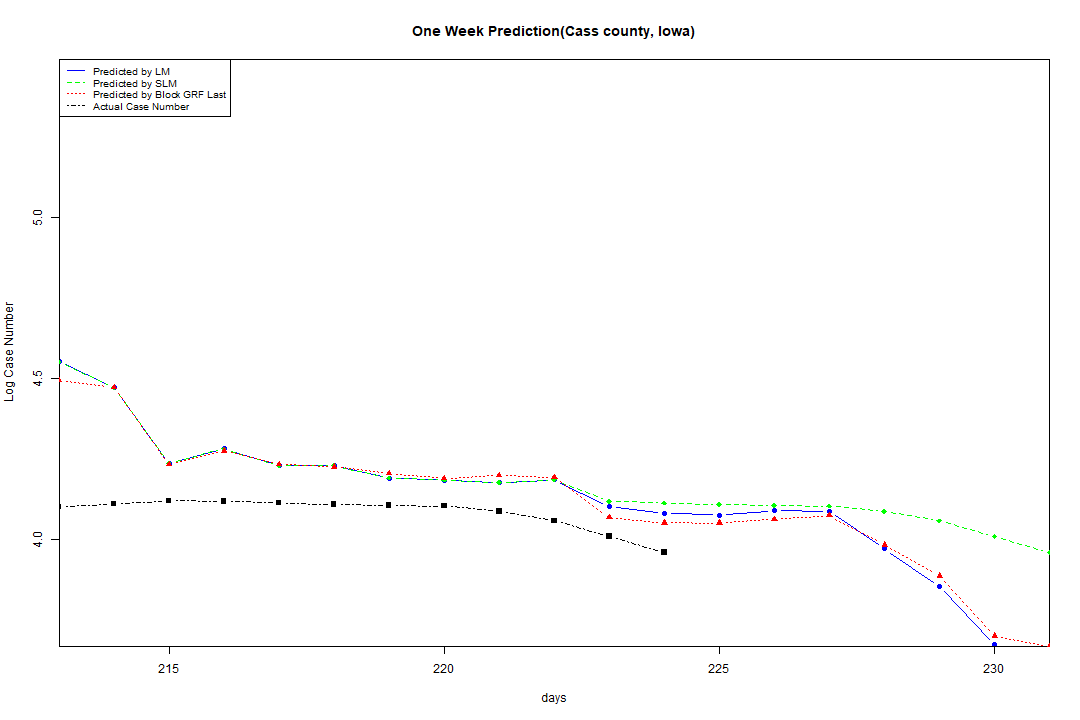 One Week Prediction(Cass county, Iowa)
Predicted by LM
Predicted by SLM
Predicted by Block GRF Last
Actual Case Number
5.0
4.5
4.0
Log Case Number
215
220
225
230
days